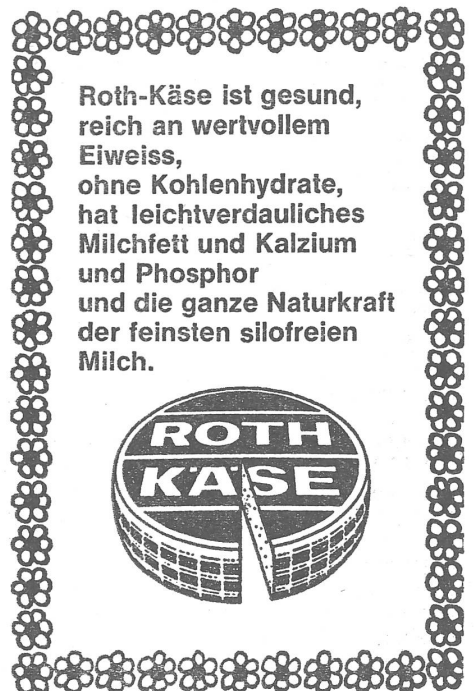 Roth-Käse ist gesund,
reich an wertvollem
Eiweiss,
ohne Kohlenhydrate,
hat leichtverdauliches
Milchfett und Kalzium
und Phosphor
und die ganze Naturkraft
der feinsten silofreien
Milch.
ROTH
KÄSE